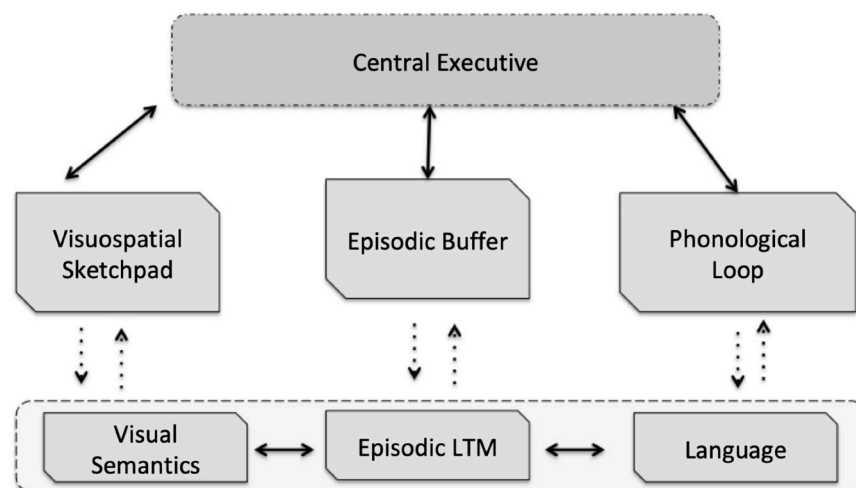 Central Executive
Visuospatial
Sketchpad
Episodic Buffer
Phonological
Loop
Visual
Semantics
Episodic LTM
Language